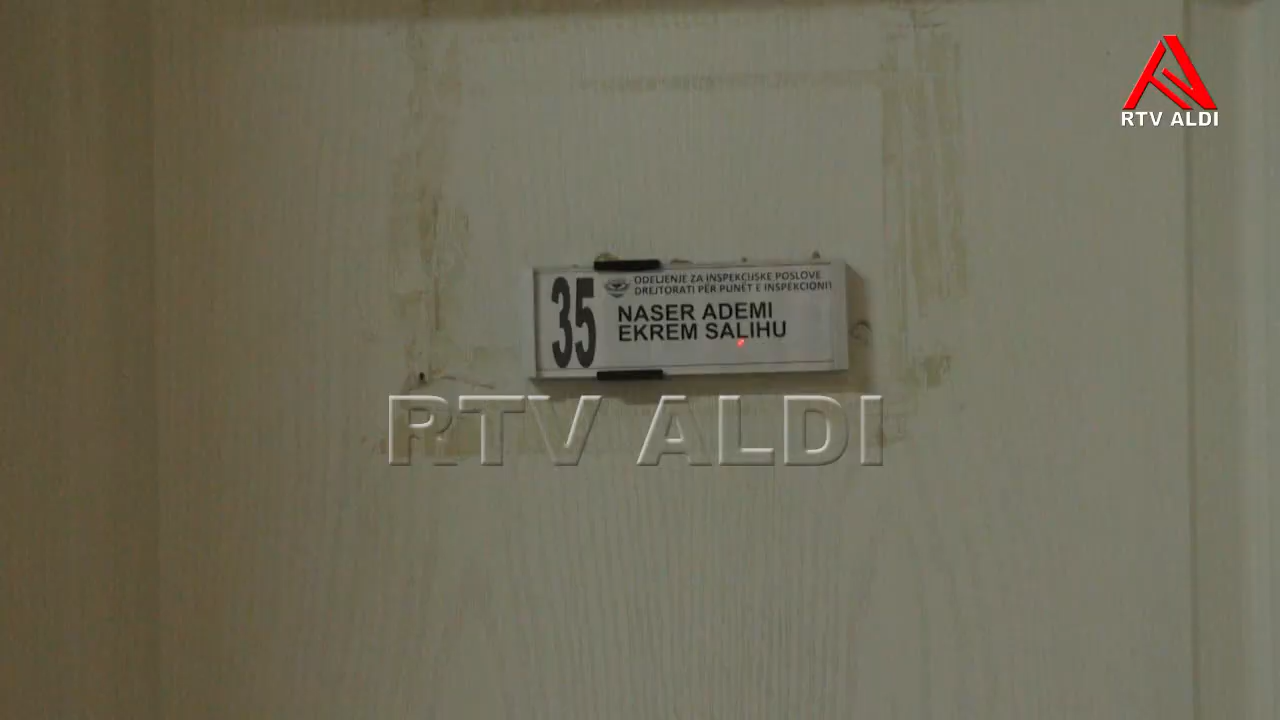 RTV ALDI
35
ODELJENJE ZA INSPEKCIJSKE POSLOVE
DREJTORATI PËR PUNËT E INSPEKCIONIT
NASER ADEMI
EKREM SALIHU
RTV ALDI